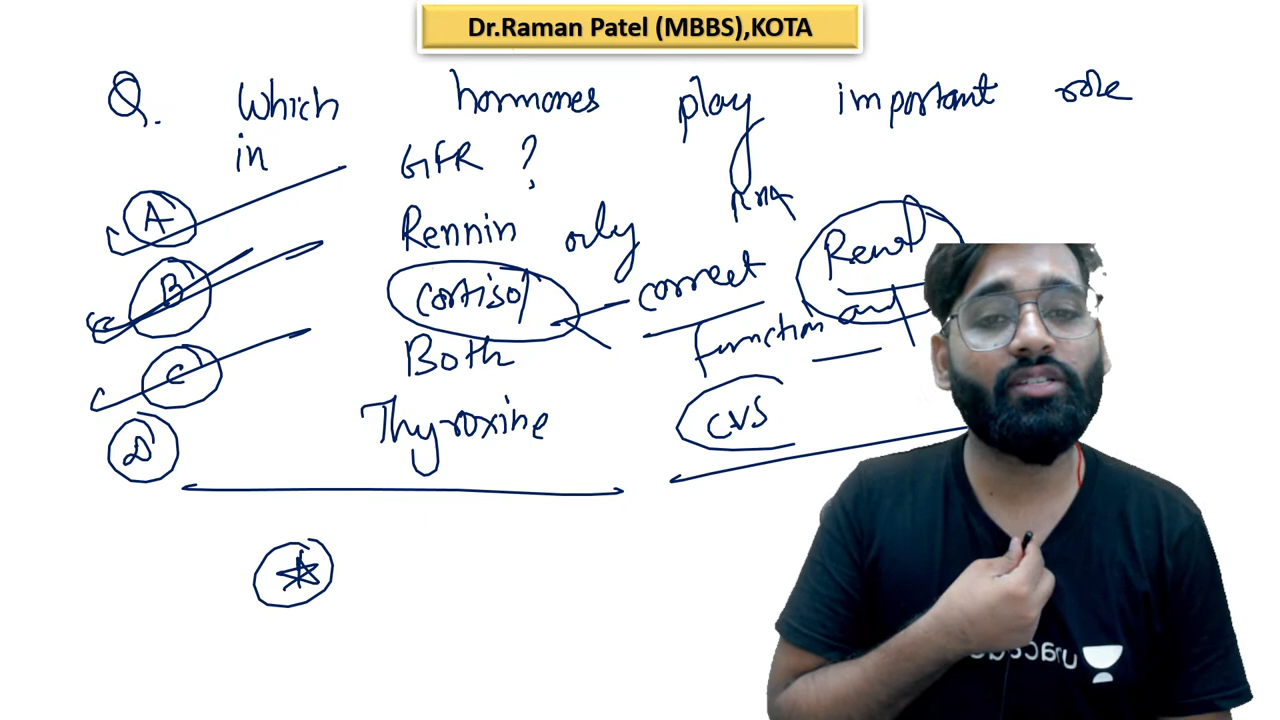 Dr.Raman Patel (MBBS),KOTA
Q. Which hormones play important role
in GFR ?
A Rennin only
B cortisol correct Renal
function and
C Both
D Thyroxine CVS